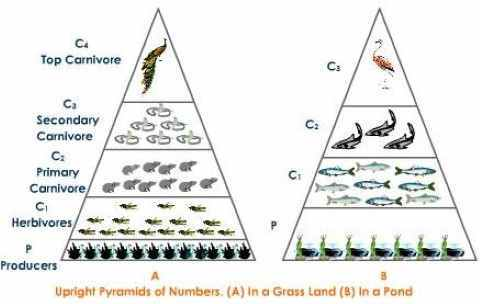 C4
Top Carnivore
C3
Secondary
Carnivore
C2
Primary
Carnivore
C1
Herbivores
P
Producers
A
C3
C2
C1
P
B
Upright Pyramids of Numbers. (A) In a Grass Land (B) In a Pond